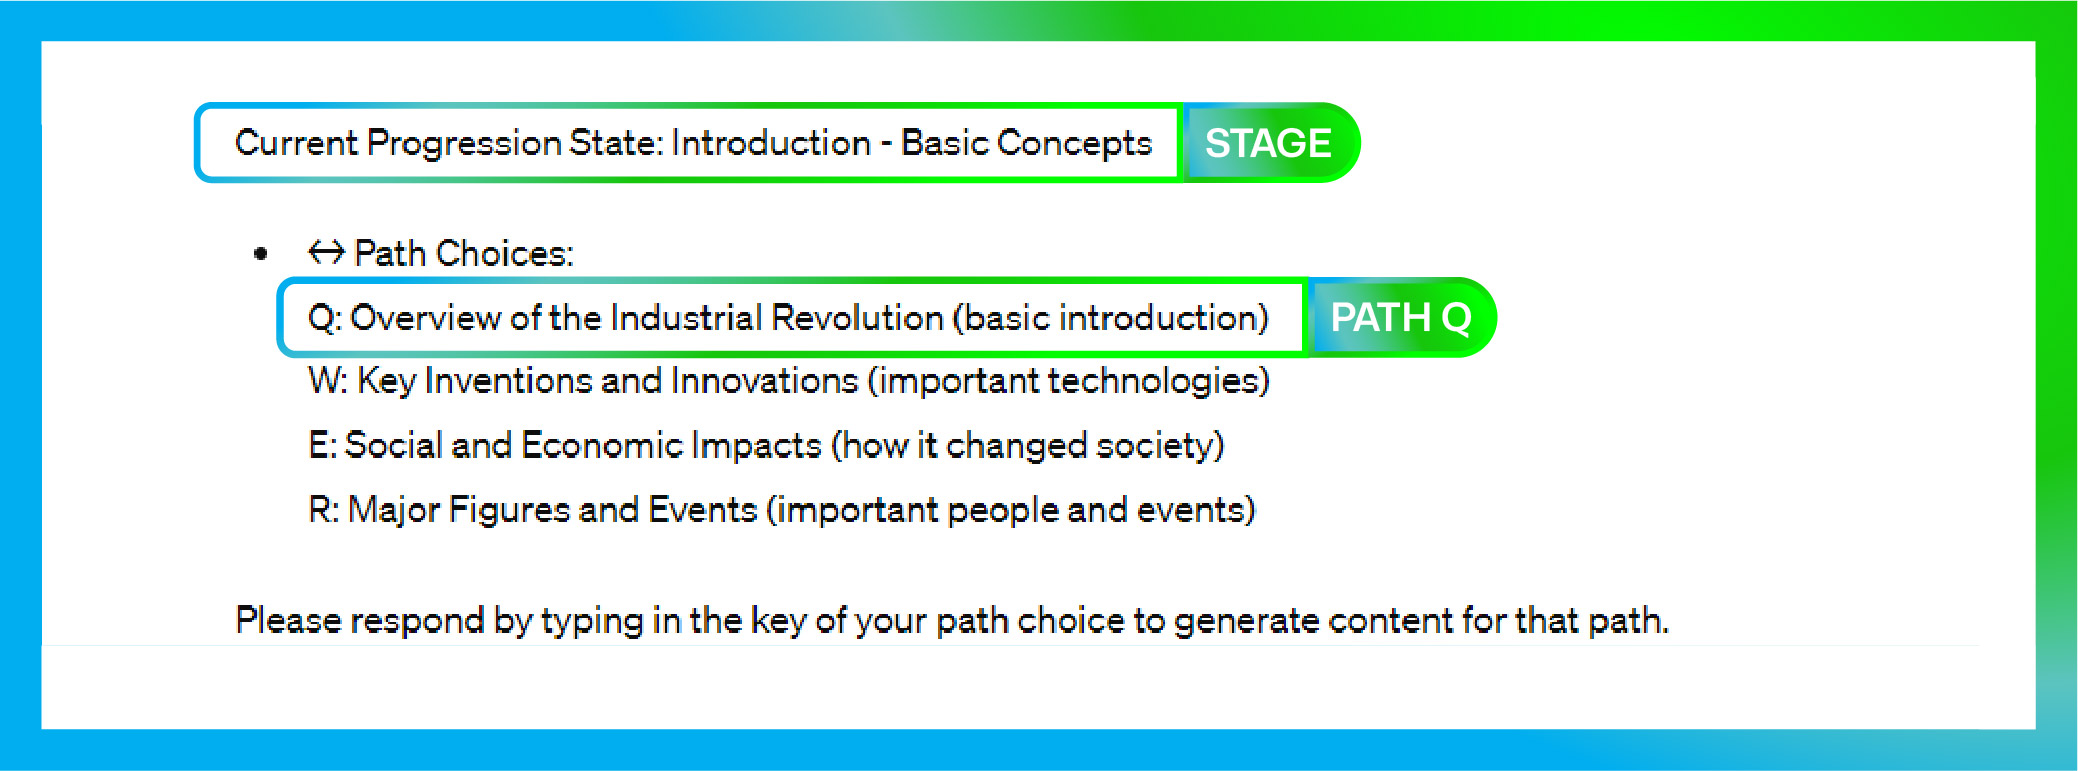 Current Progression State: Introduction - Basic Concepts STAGE
• ↔ Path Choices:
Q: Overview of the Industrial Revolution (basic introduction) PATH Q
W: Key Inventions and Innovations (important technologies)
E: Social and Economic Impacts (how it changed society)
R: Major Figures and Events (important people and events)
Please respond by typing in the key of your path choice to generate content for that path.